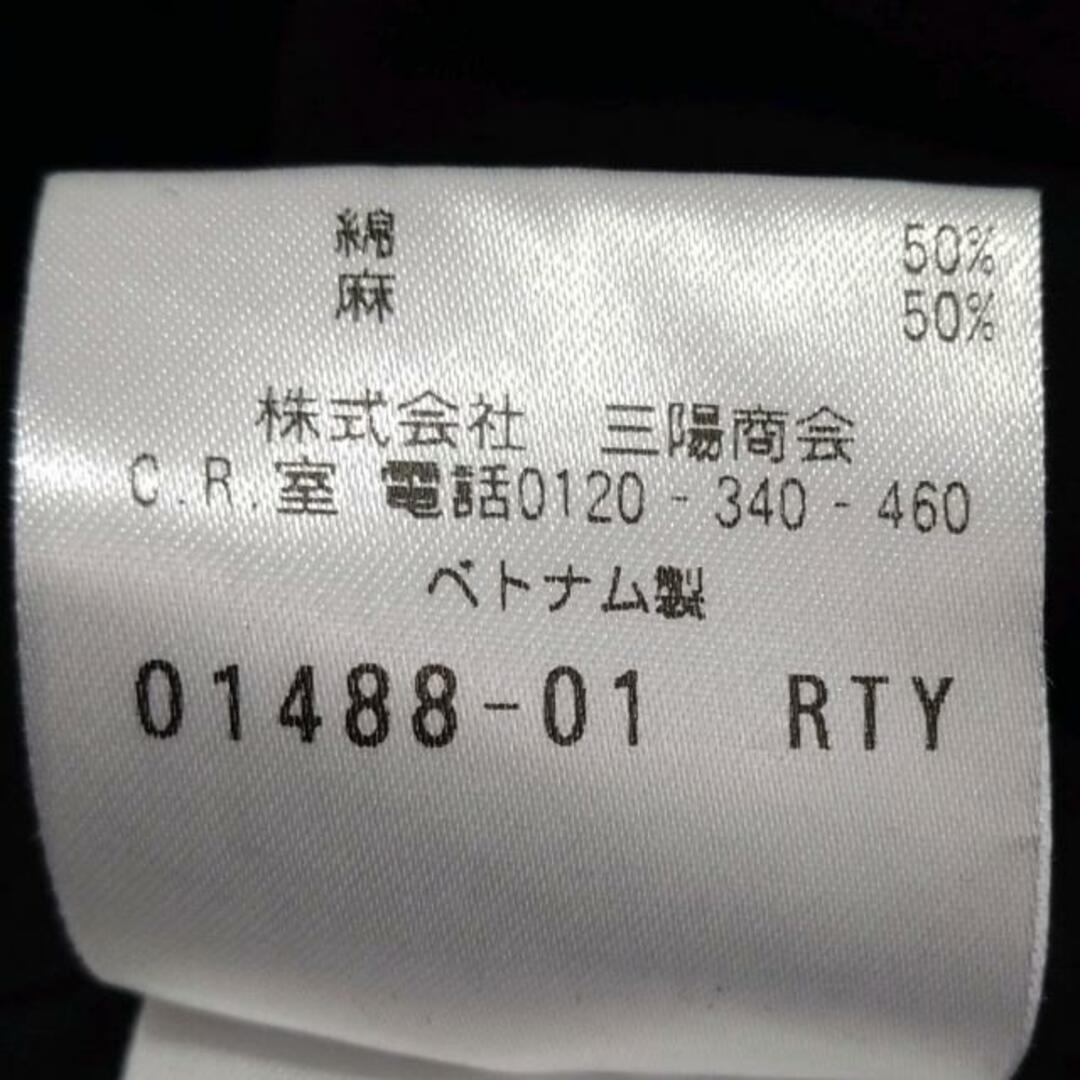 綿 50%
麻 50%
株式会社 三陽商会
C.R.室 電話0120-340-460
ベトナム製
01488-01 RTY